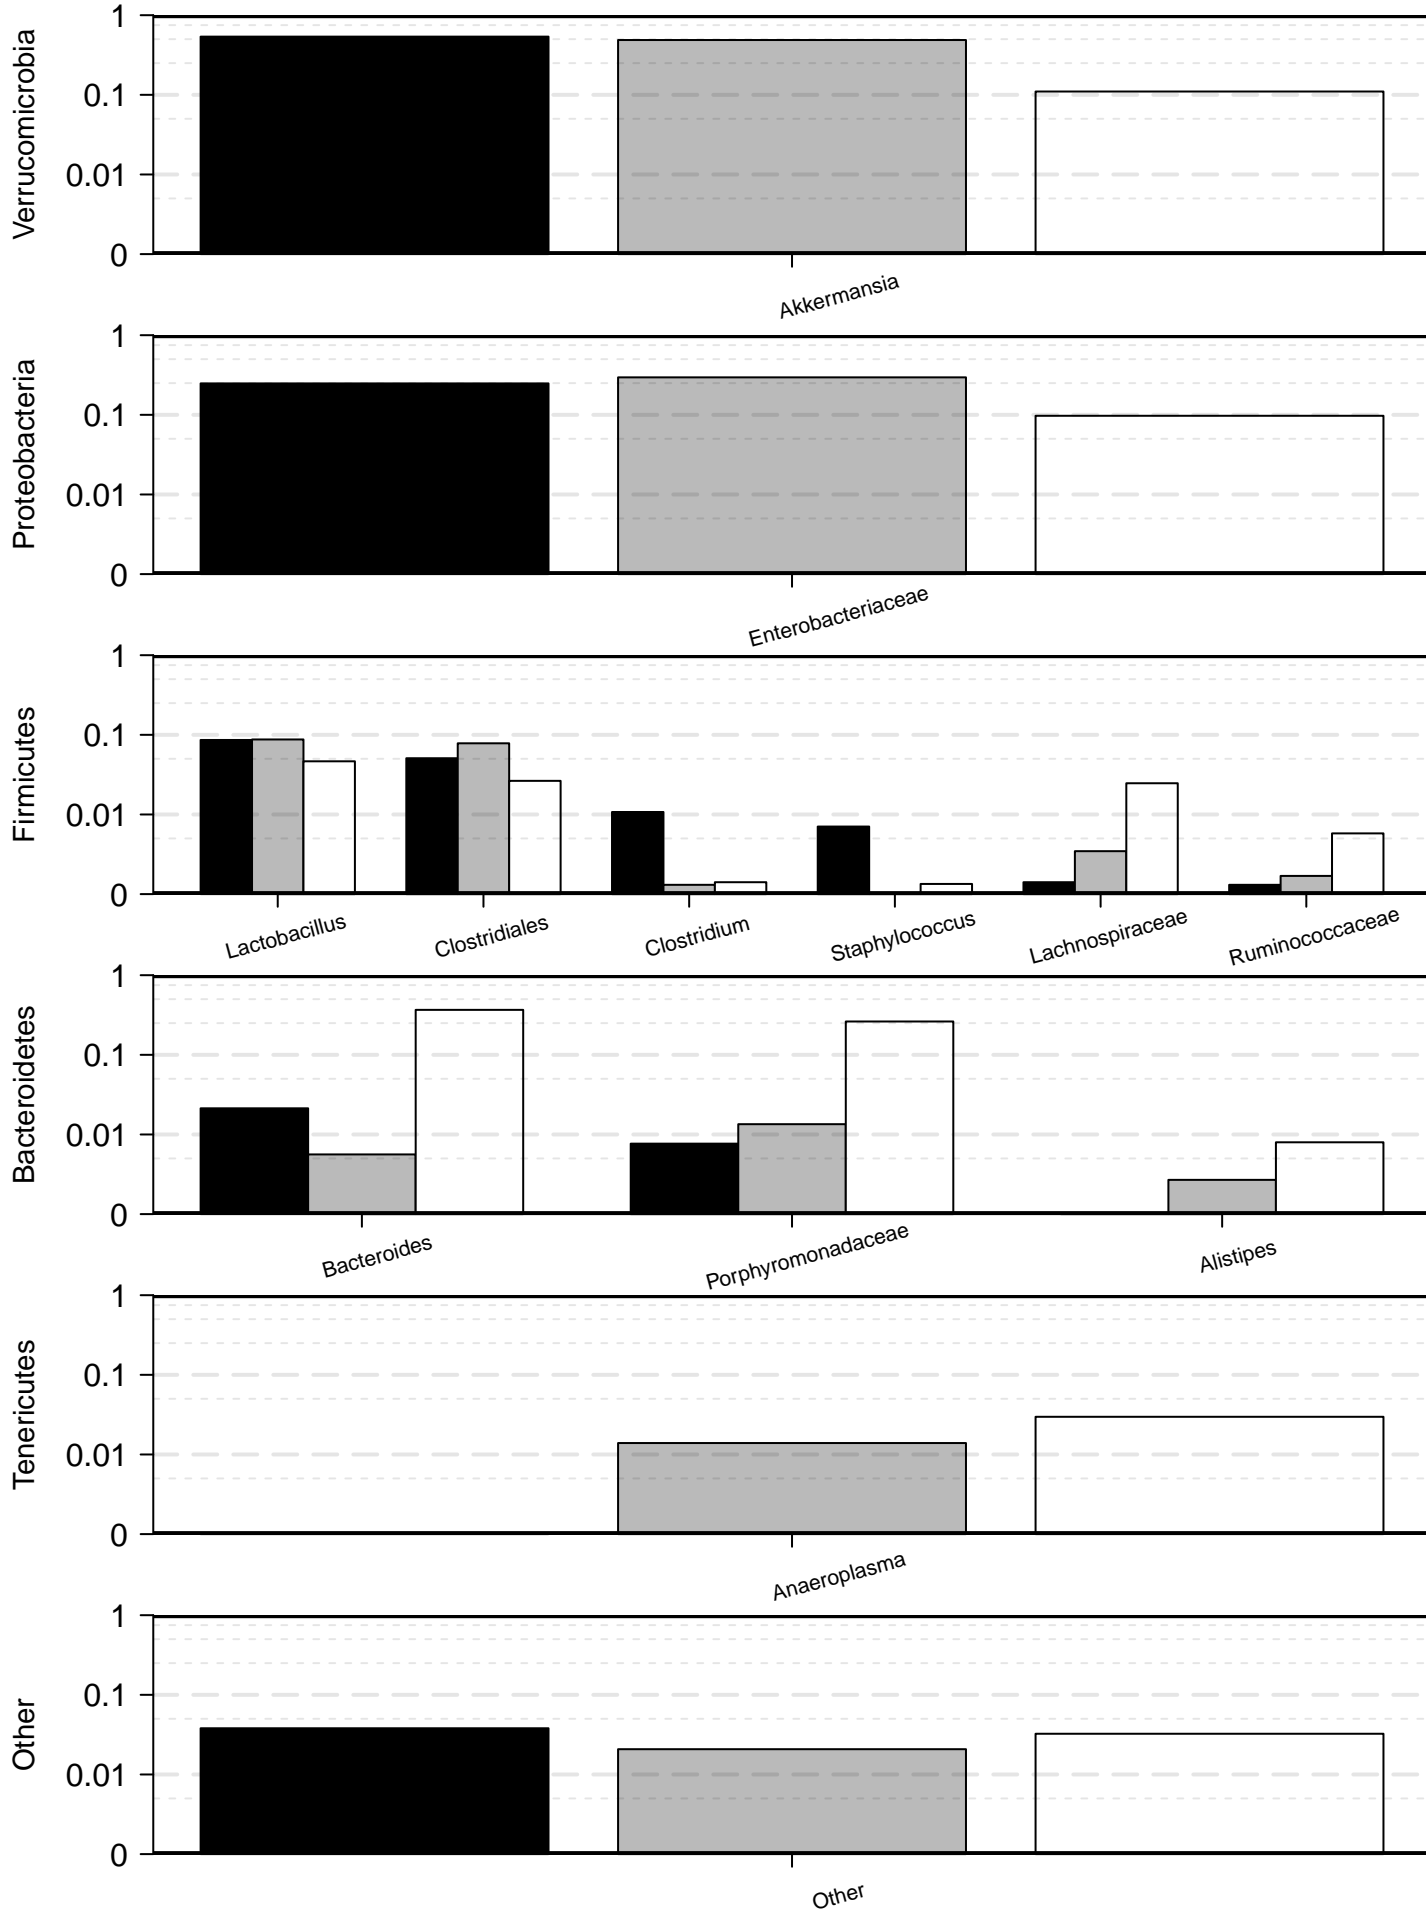 Verrucomicrobia
1
0.1
0.01
0
Akkermansia
Proteobacteria
1
0.1
0.01
0
Enterobacteriaceae
Firmicutes
1
0.1
0.01
0
Lactobacillus Clostridiales Clostridium Staphylococcus Lachnospiraceae Ruminococcaceae
Bacteroidetes
1
0.1
0.01
0
Bacteroides Porphyromonadaceae Alistipes
Tenericutes
1
0.1
0.01
0
Anaeroplasma
Other
1
0.1
0.01
0
Other